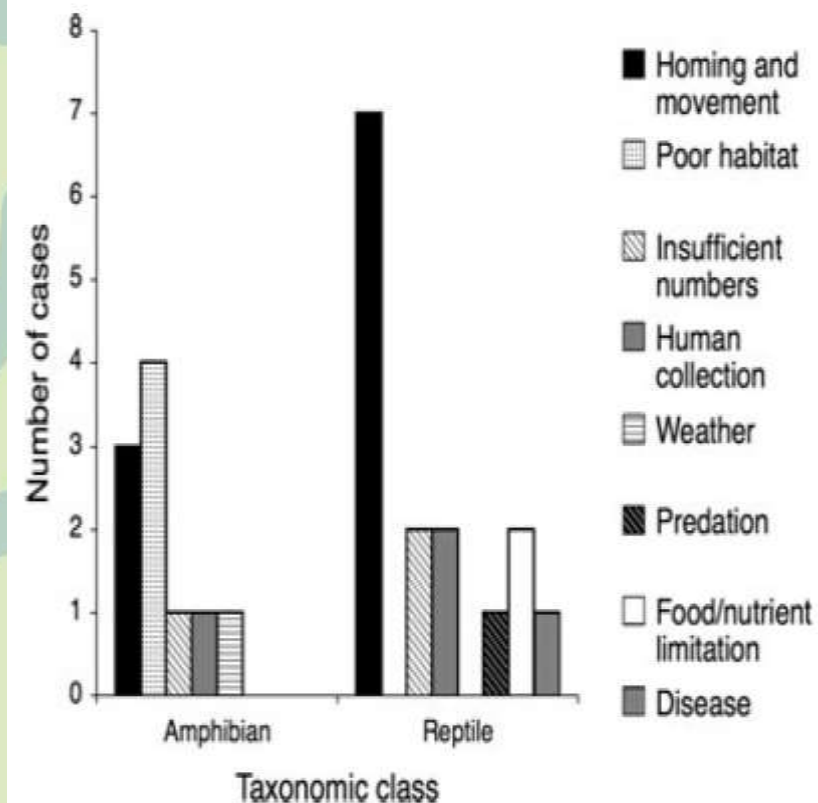 8
7
6
5
4
3
2
1
0
Number of cases
Amphibian
Reptile
Taxonomic class
Homing and
movement
Poor habitat
Insufficient
numbers
Human
collection
Weather
Predation
Food/nutrient
limitation
Disease